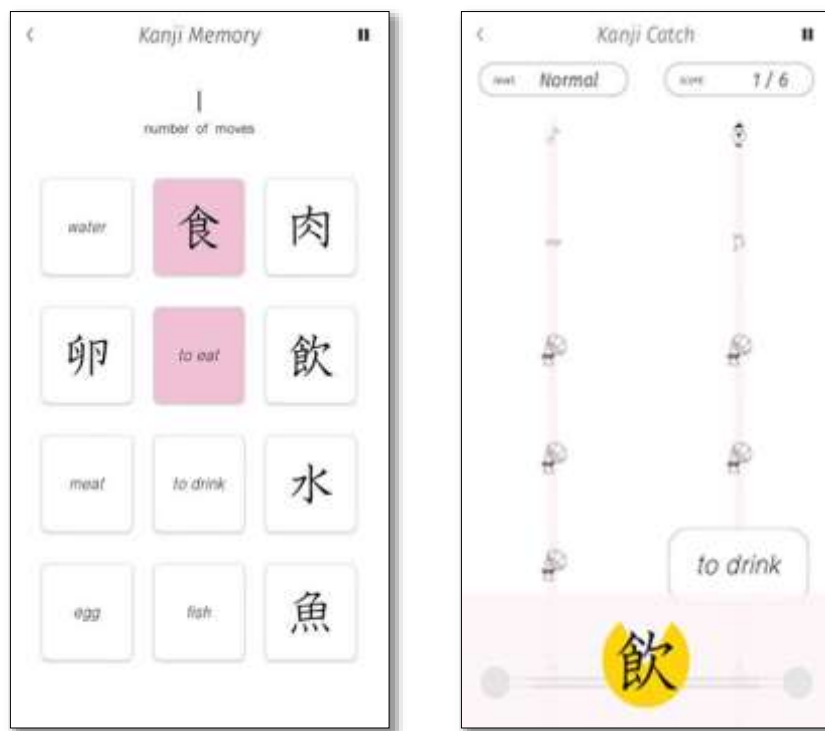 Kanji Memory
number of moves
water 食 肉
卵 to eat 飲
meat to drink 水
egg fish 魚
Kanji Catch
Normal
score 1 / 6
to drink
飲